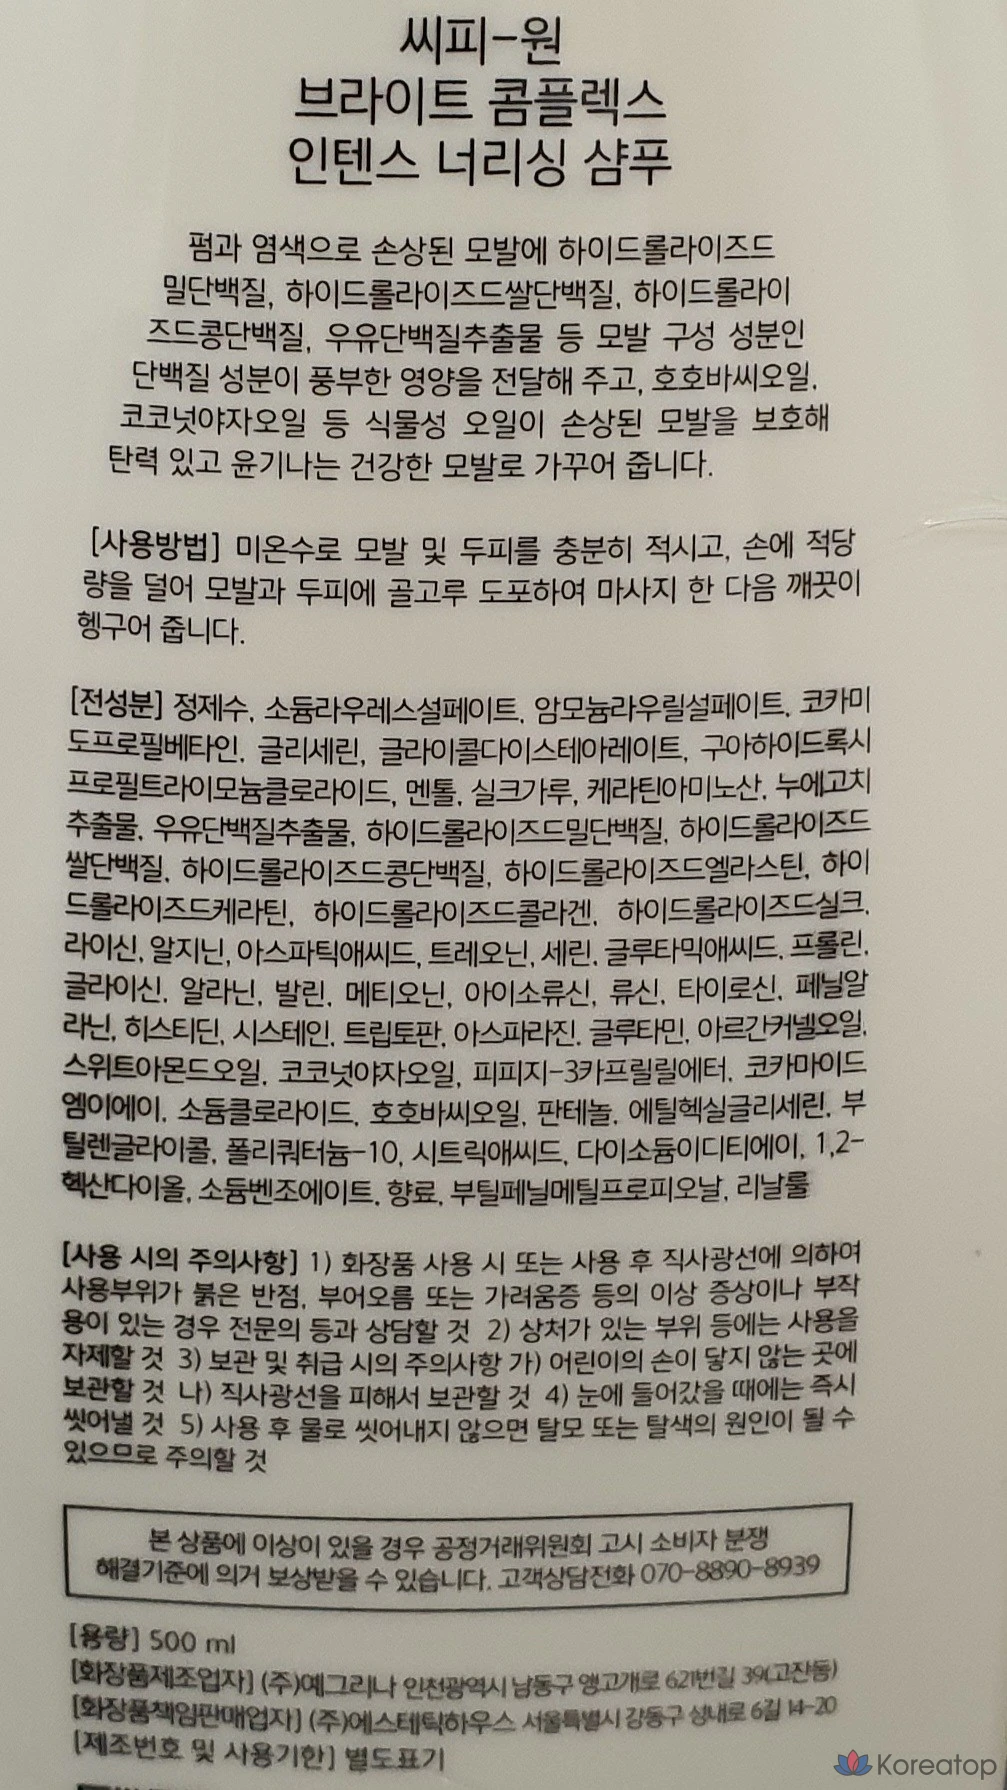 씨피-원
브라이트 콤플렉스
인텐스 너리싱 샴푸
펌과 염색으로 손상된 모발에 하이드롤라이즈드
밀단백질, 하이드롤라이즈드쌀단백질, 하이드롤라이
즈드콩단백질, 우유단백질추출물 등 모발 구성 성분인
단백질 성분이 풍부한 영양을 전달해 주고, 호호바씨오일,
코코넛야자오일 등 식물성 오일이 손상된 모발을 보호해
탄력 있고 윤기나는 건강한 모발로 가꾸어 줍니다.
[사용방법] 미온수로 모발 및 두피를 충분히 적시고, 손에 적당
량을 덜어 모발과 두피에 골고루 도포하여 마사지 한 다음 깨끗이
헹구어 줍니다.
[전성분] 정제수, 소듐라우레스설페이트, 암모늄라우릴설페이트, 코카미
도프로필베타인, 글리세린, 글라이콜다이스테아레이트, 구아하이드록시
프로필트라이모늄클로라이드, 멘톨, 실크가루, 케라틴아미노산, 누에고치
추출물, 우유단백질추출물, 하이드롤라이즈드밀단백질, 하이드롤라이즈드
쌀단백질, 하이드롤라이즈드콩단백질, 하이드롤라이즈드엘라스틴, 하이
드롤라이즈드케라틴, 하이드롤라이즈드콜라겐, 하이드롤라이즈드실크,
라이신, 알지닌, 아스파틱애씨드, 트레오닌, 세린, 글루타믹애씨드, 프롤린,
글라이신, 알라닌, 발린, 메티오닌, 아이소류신, 류신, 타이로신, 페닐알
라닌, 히스티딘, 시스테인, 트립토판, 아스파라진, 글루타민, 아르간커넬오일,
스위트아몬드오일, 코코넛야자오일, 피피지-3카프릴릴에터, 코카마이드
엠이에이, 소듐클로라이드, 호호바씨오일, 판테놀, 에틸헥실글리세린, 부
틸렌글라이콜, 폴리쿼터늄-10, 시트릭애씨드, 다이소듐이디티에이, 1,2-
헥산다이올, 소듐벤조에이트, 향료, 부틸페닐메틸프로피오날, 리날룰
[사용 시의 주의사항] 1) 화장품 사용 시 또는 사용 후 직사광선에 의하여
사용부위가 붉은 반점, 부어오름 또는 가려움증 등의 이상 증상이나 부작
용이 있는 경우 전문의 등과 상담할 것 2) 상처가 있는 부위 등에는 사용을
자제할 것 3) 보관 및 취급 시의 주의사항 가) 어린이의 손이 닿지 않는 곳에
보관할 것 나) 직사광선을 피해서 보관할 것 4) 눈에 들어갔을 때에는 즉시
씻어낼 것 5) 사용 후 물로 씻어내지 않으면 탈모 또는 탈색의 원인이 될 수
있으므로 주의할 것
본 상품에 이상이 있을 경우 공정거래위원회 고시 소비자 분쟁
해결기준에 의거 보상받을 수 있습니다. 고객상담전화 070-8890-8939
[용량] 500 ml
[화장품제조업자] (주)예그리나 인천광역시 남동구 앵고개로 621번길 39(고잔동)
[화장품책임판매업자] (주)에스테틱하우스 서울특별시 강동구 성내로 6길 14-20
[제조번호 및 사용기한] 별도표기
Koreatop